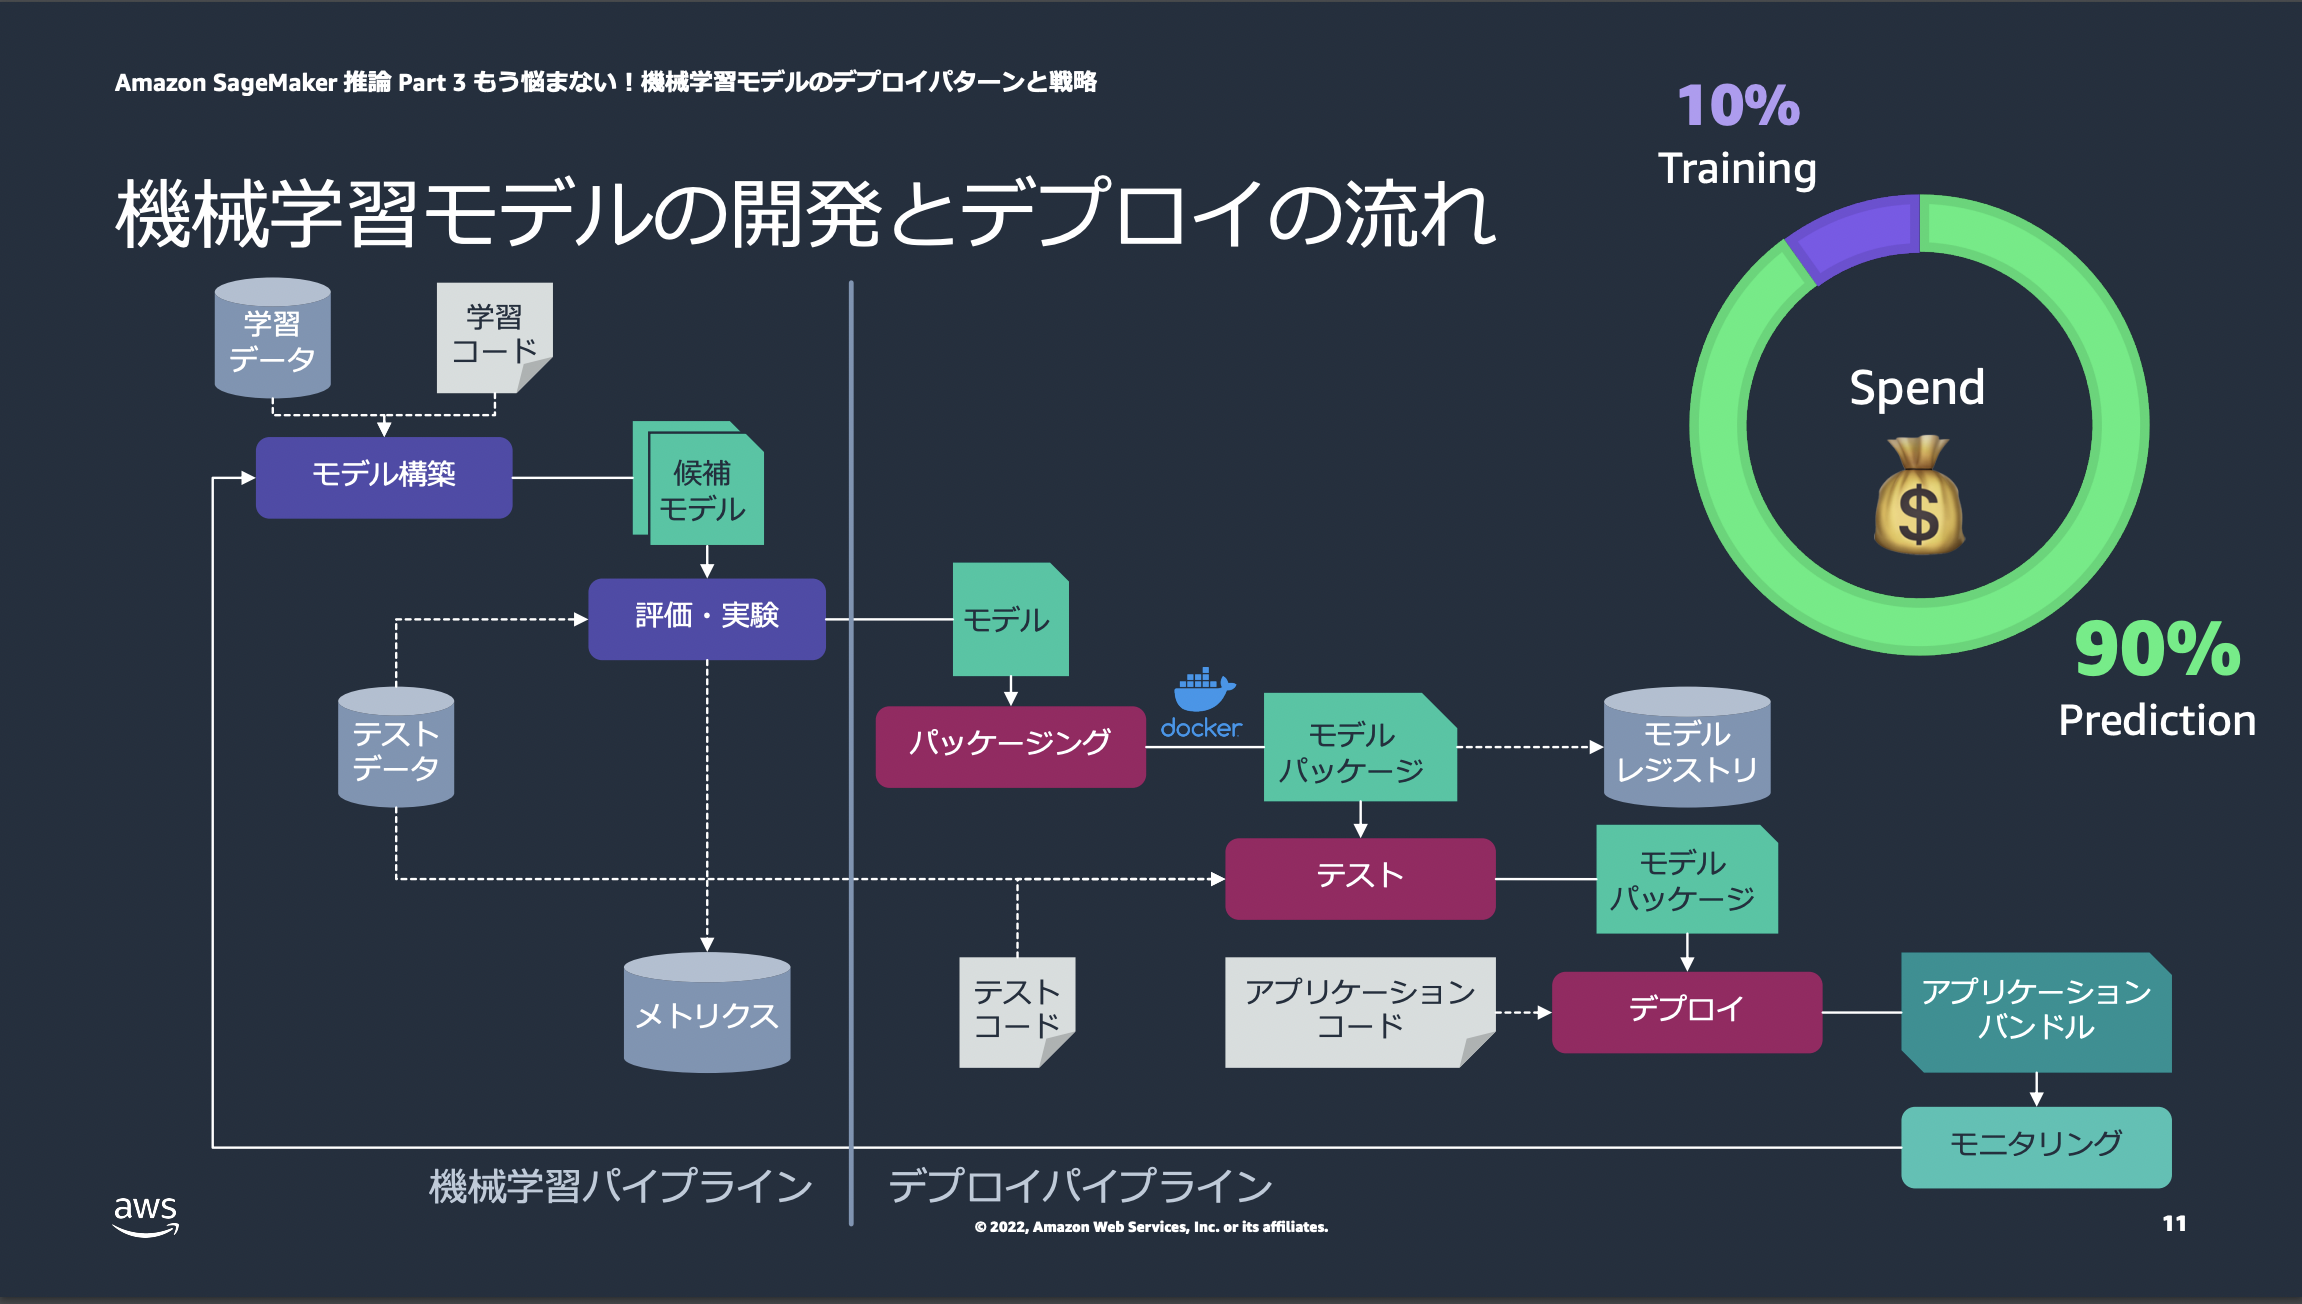 Amazon SageMaker 推論 Part 3 もう悩まない！機械学習モデルのデプロイパターンと戦略
機械学習モデルの開発とデプロイの流れ
10%
Training
Spend
$
90%
Prediction
学習
データ
学習
コード
モデル構築
候補
モデル
評価・実験
モデル
テスト
データ
パッケージング
docker
モデル
パッケージ
モデル
レジストリ
テスト
モデル
パッケージ
メトリクス
テスト
コード
アプリケーション
コード
デプロイ
アプリケーション
バンドル
モニタリング
機械学習パイプライン
デプロイパイプライン
aws
© 2022, Amazon Web Services, Inc. or its affiliates.
11